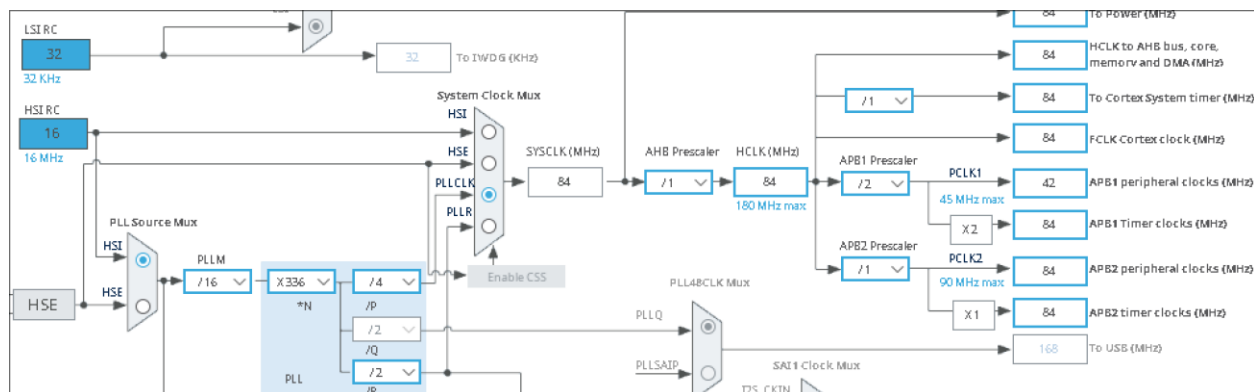 84
To Power (MHz)
LSI RC
32
32 KHz
32
To IWDG (KHz)
84
HCLK to AHB bus, core,
memory and DMA (MHz)
System Clock Mux
HSI
/1
84
To Cortex System timer (MHz)
HSI RC
16
16 MHz
HSE
SYSCLK (MHz)
AHB Prescaler
HCLK (MHz)
84
FCLK Cortex clock (MHz)
APB1 Prescaler
PLLCLK
84
/1
84
180 MHz max
/2
PCLK1
45 MHz max
42
APB1 peripheral clocks (MHz)
PLLR
X 2
84
APB1 Timer clocks (MHz)
PLL Source Mux
HSI
PLLM
/16
X 336
*N
/4
/P
Enable CSS
APB2 Prescaler
/1
PCLK2
90 MHz max
84
APB2 peripheral clocks (MHz)
PLL48CLK Mux
HSE
HSE
/2
/Q
PLLQ
X 1
84
APB2 timer clocks (MHz)
168
To USB (MHz)
/2
PLL
PLLSAIP
SAI1 Clock Mux
I2S_CKIN